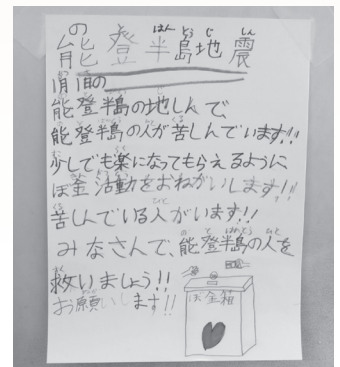 能登半島地震
1月1日の
能登半島の地しんで、
能登半島の人が苦しんでいます!!
少しでも楽になってもらえるように
ぼ金活動をおねがいします!!
苦しんでいる人がいます!!
みなさんで、能登半島の人を
救いましょう!!
お願いします!!
ぼ金箱